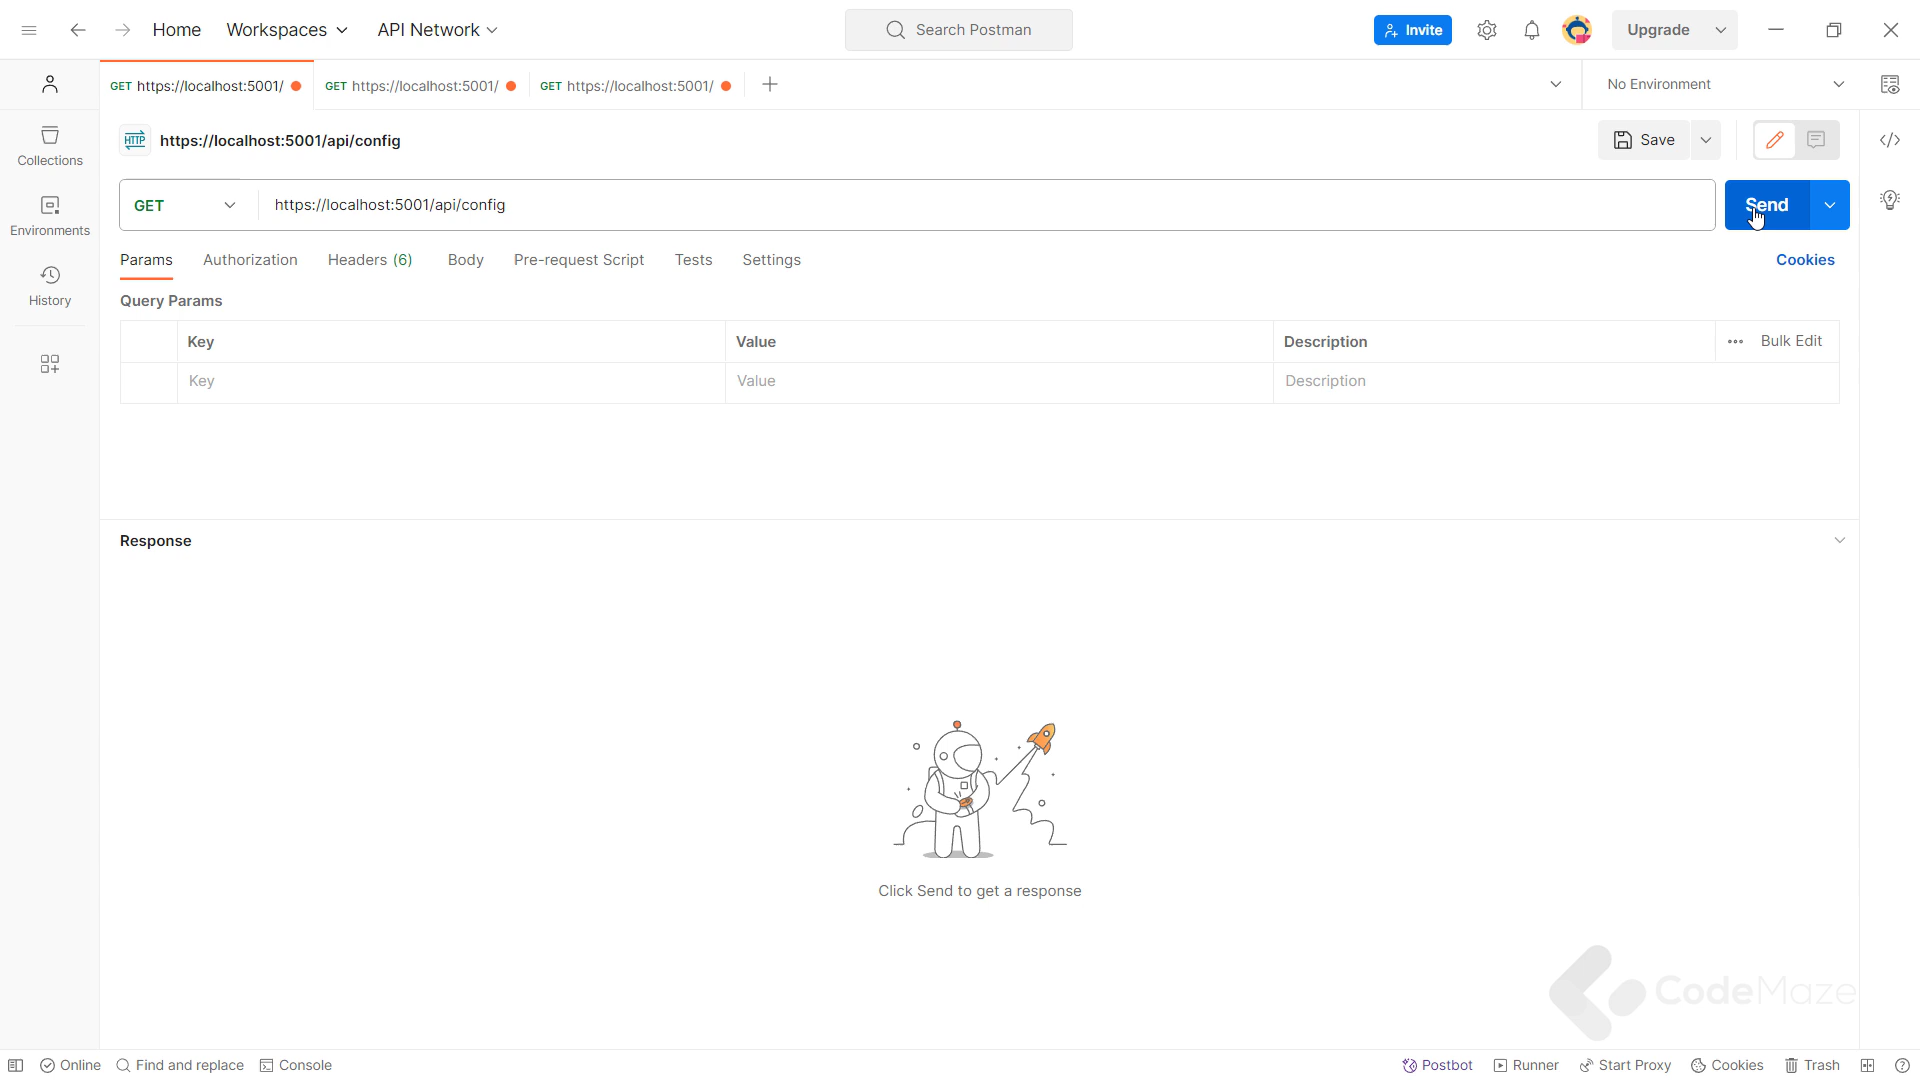 Home Workspaces API Network Search Postman Invite Upgrade
GET https://localhost:5001/ GET https://localhost:5001/ GET https://localhost:5001/ + No Environment
HTTP https://localhost:5001/api/config Save
Collections
GET https://localhost:5001/api/config Send
Environments
Params Authorization Headers (6) Body Pre-request Script Tests Settings Cookies
History
Query Params
Key Value Description ••• Bulk Edit
Key Value Description
Response
Click Send to get a response
CodeMaze
Online Find and replace Console Postbot Runner Start Proxy Cookies Trash